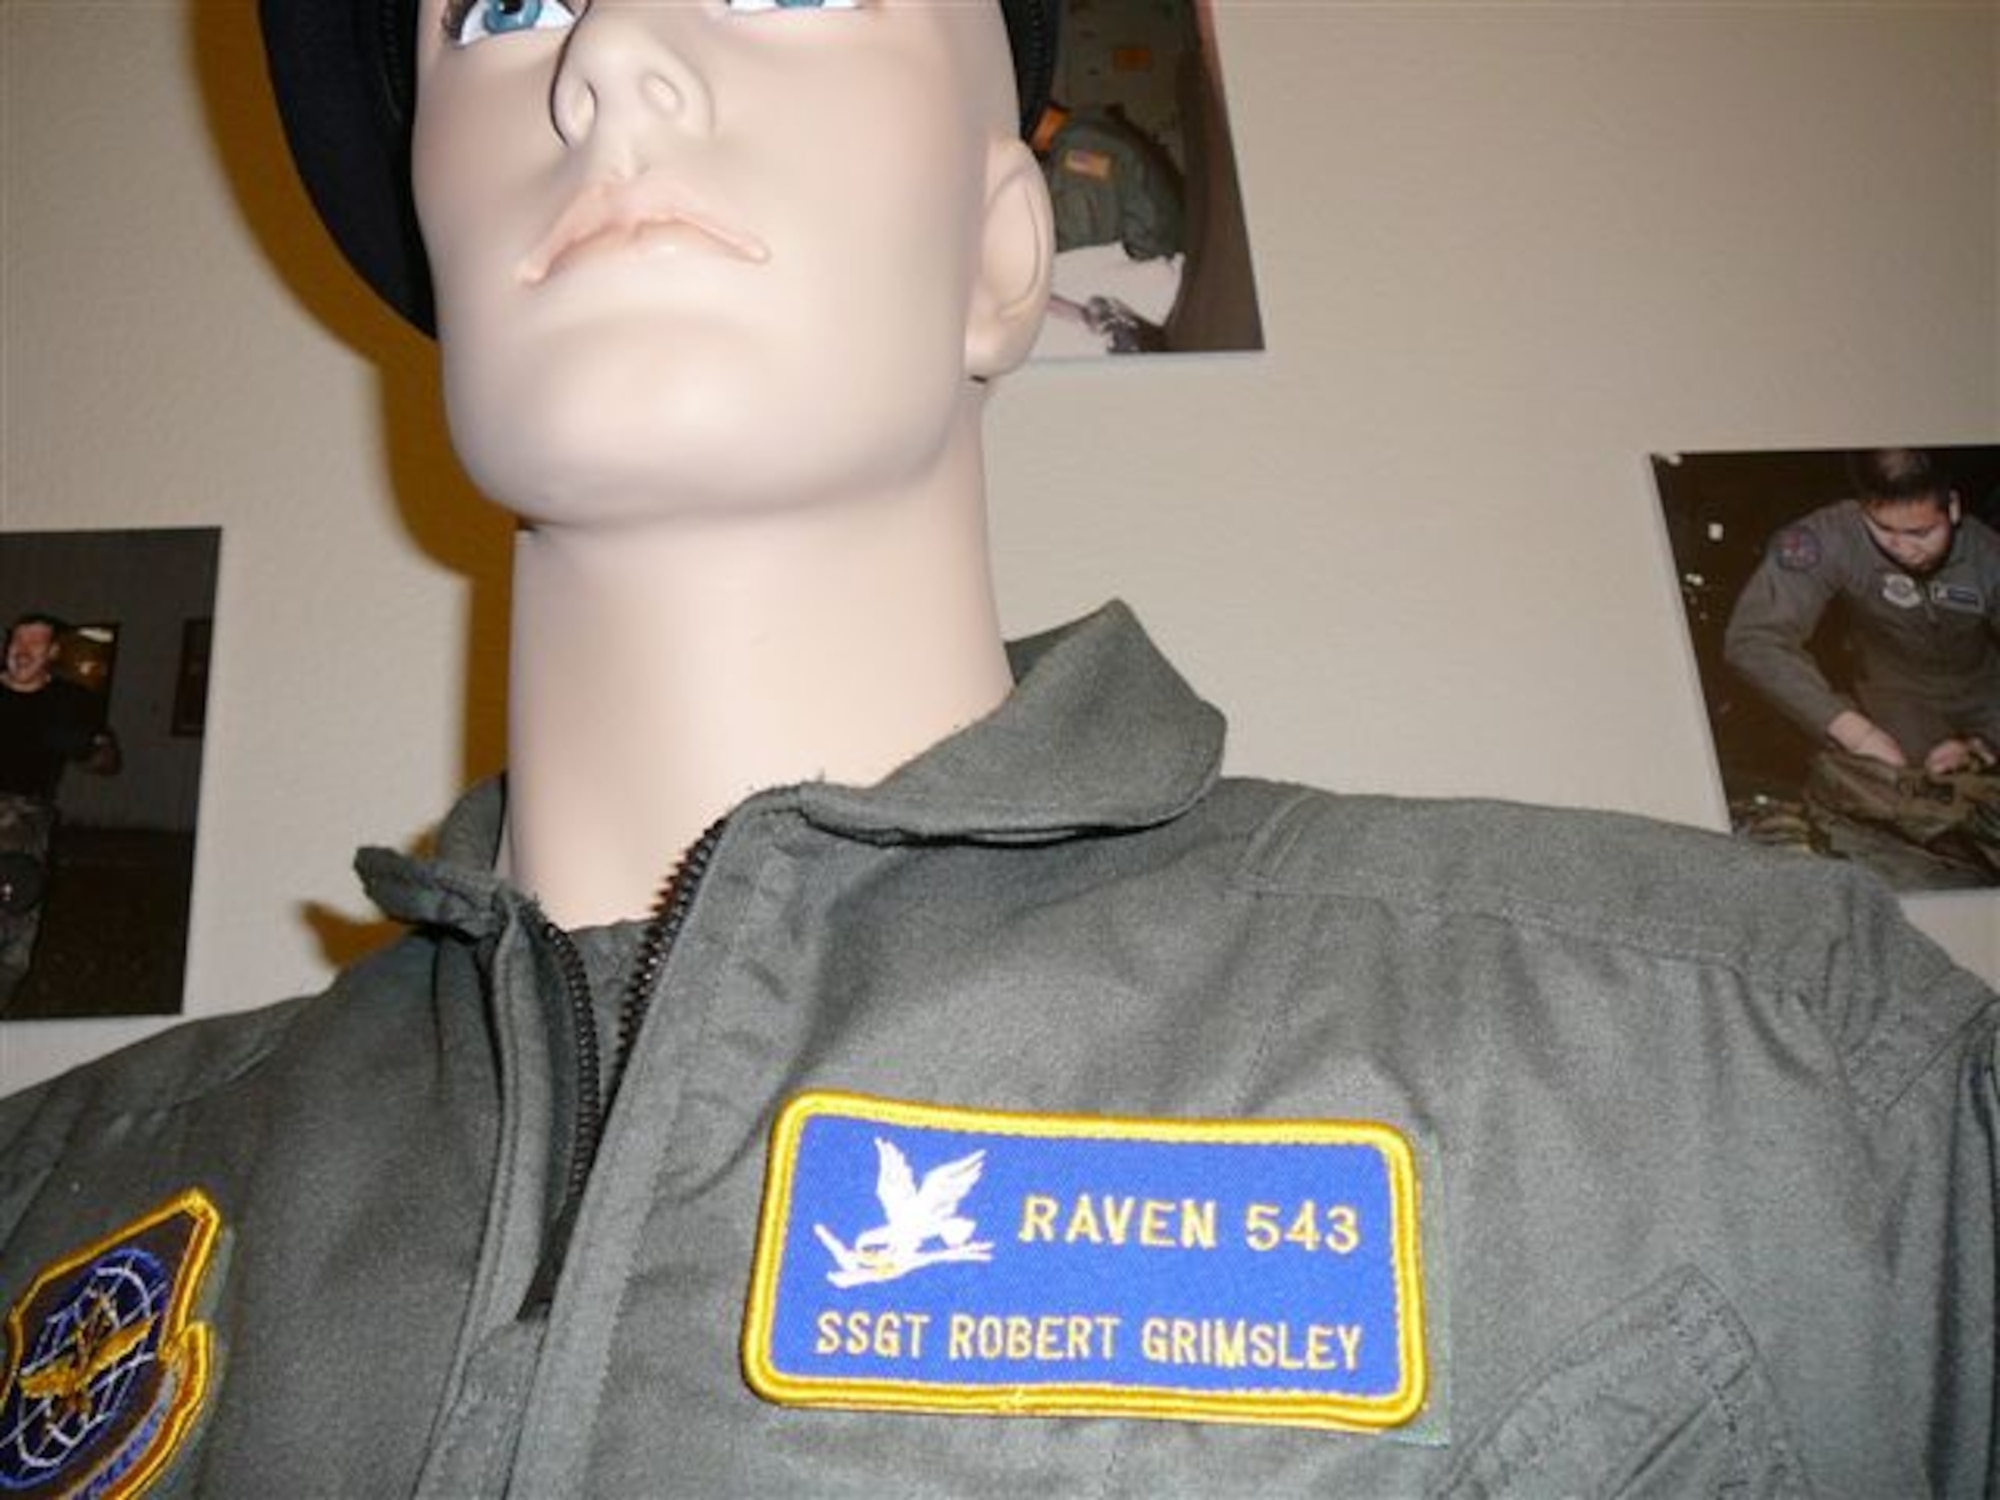 RAVEN 543
SSGT ROBERT GRIMSLEY